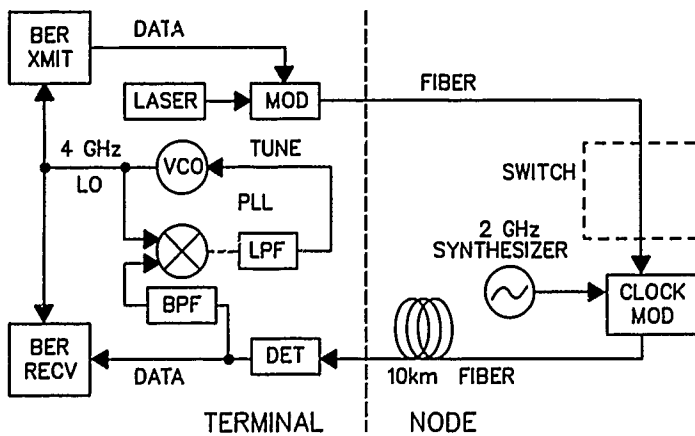 BER
XMIT
DATA
LASER
MOD
FIBER
4 GHz
LO
VCO
TUNE
PLL
LPF
BPF
SWITCH
2 GHz
SYNTHESIZER
CLOCK
MOD
BER
RECV
DATA
DET
10km FIBER
TERMINAL
NODE